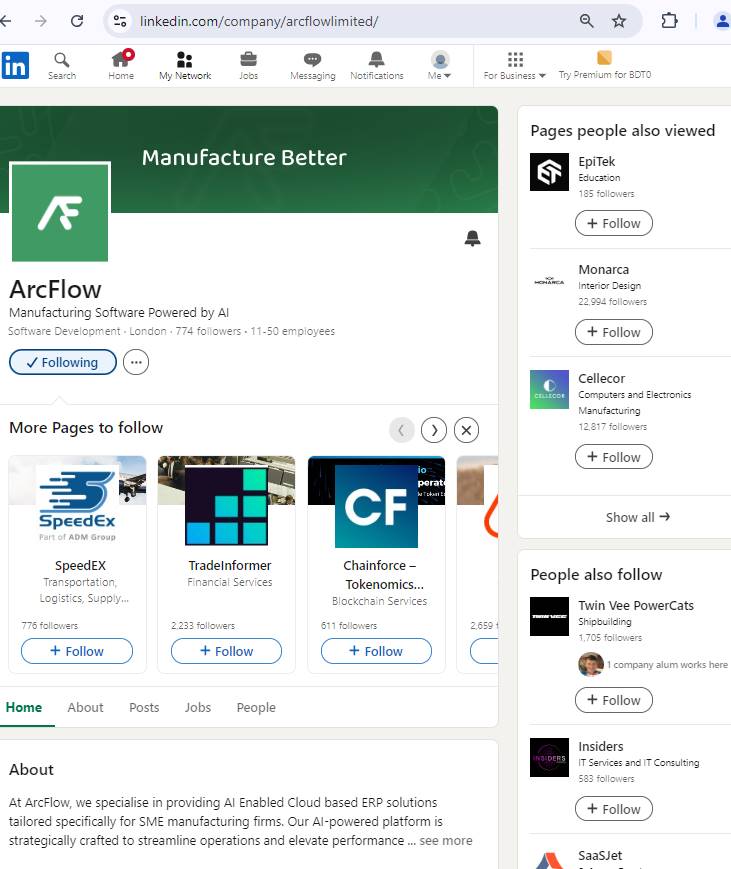 linkedin.com/company/arcflowlimited/
in
Search
Home
My Network
Jobs
Messaging
Notifications
Me
For Business
Try Premium for BDT0
Manufacture Better
AF
ArcFlow
Manufacturing Software Powered by AI
Software Development · London · 774 followers · 11-50 employees
✓ Following
More Pages to follow
SpeedEx
Part of ADM Group
SpeedEX
Transportation,
Logistics, Supply...
776 followers
+ Follow
TradeInformer
Financial Services
2,233 followers
+ Follow
CF
Chainforce –
Tokenomics...
Blockchain Services
611 followers
+ Follow
2,659
Home
About
Posts
Jobs
People
About
At ArcFlow, we specialise in providing AI Enabled Cloud based ERP solutions
tailored specifically for SME manufacturing firms. Our AI-powered platform is
strategically crafted to streamline operations and elevate performance ... see more
Pages people also viewed
EpiTek
Education
185 followers
+ Follow
MONARCA
Monarca
Interior Design
22,994 followers
+ Follow
CELLECOR
Cellecor
Computers and Electronics
Manufacturing
12,817 followers
+ Follow
Show all →
People also follow
TWIN VEE
Twin Vee PowerCats
Shipbuilding
1,705 followers
1 company alum works here
+ Follow
INSIDERS
Insiders
IT Services and IT Consulting
583 followers
+ Follow
SaaSJet